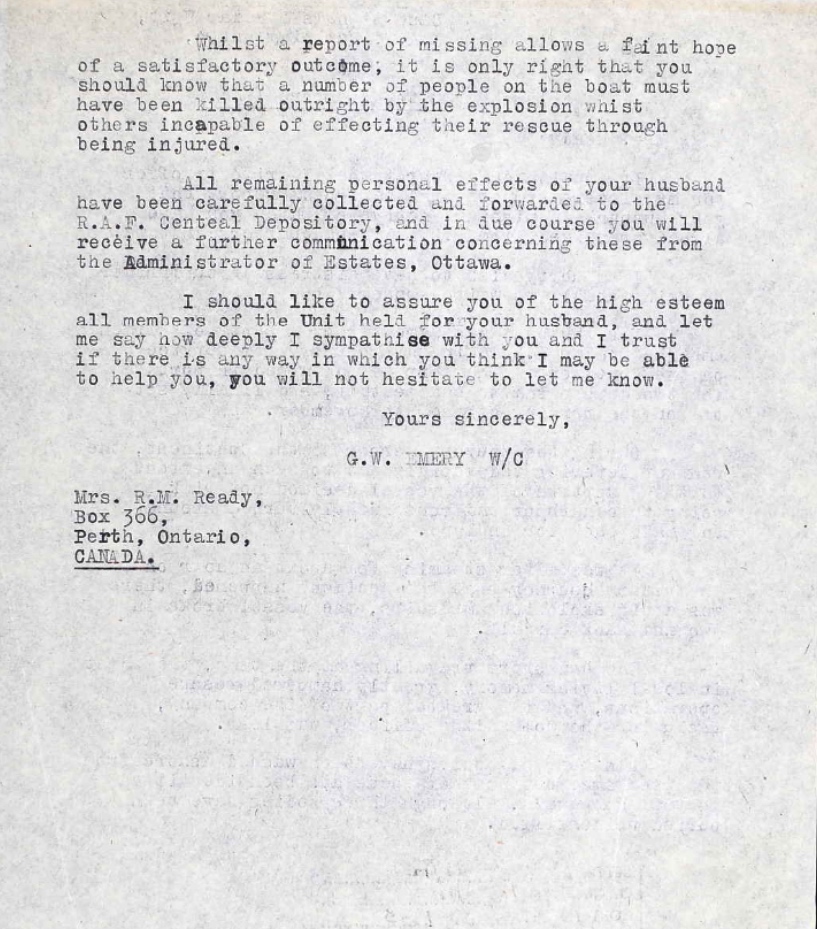 Whilst a report of missing allows a faint hope
of a satisfactory outcome, it is only right that you
should know that a number of people on the boat must
have been killed outright by the explosion whist
others incapable of effecting their rescue through
being injured.
All remaining personal effects of your husband
have been carefully collected and forwarded to the
R.A.F. Centeal Depository, and in due course you will
receive a further communication concerning these from
the Administrator of Estates, Ottawa.
I should like to assure you of the high esteem
all members of the Unit held for your husband, and let
me say how deeply I sympathise with you and I trust
if there is any way in which you think I may be able
to help you, you will not hesitate to let me know.
Yours sincerely,
G.W. EMERY W/C
Mrs. R.M. Ready,
Box 366,
Perth, Ontario,
CANADA.